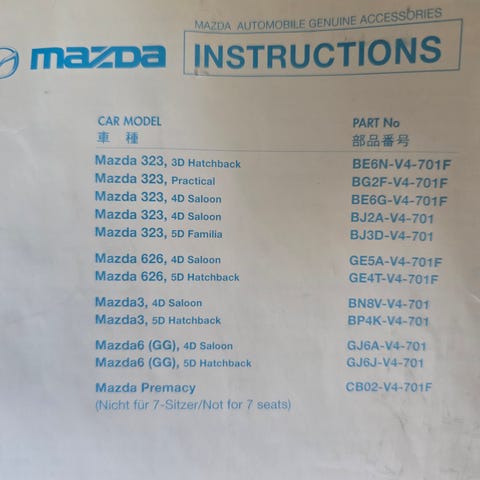 MAZDA AUTOMOBILE GENUINE ACCESSORIES
mazda INSTRUCTIONS
CAR MODEL PART No
車 種 部品番号
Mazda 323, 3D Hatchback BE6N-V4-701F
Mazda 323, Practical BG2F-V4-701F
Mazda 323, 4D Saloon BE6G-V4-701F
Mazda 323, 4D Saloon BJ2A-V4-701
Mazda 323, 5D Familia BJ3D-V4-701
Mazda 626, 4D Saloon GE5A-V4-701F
Mazda 626, 5D Hatchback GE4T-V4-701F
Mazda3, 4D Saloon BN8V-V4-701
Mazda3, 5D Hatchback BP4K-V4-701
Mazda6 (GG), 4D Saloon GJ6A-V4-701
Mazda6 (GG), 5D Hatchback GJ6J-V4-701
Mazda Premacy CB02-V4-701F
(Nicht für 7-Sitzer/Not for 7 seats)